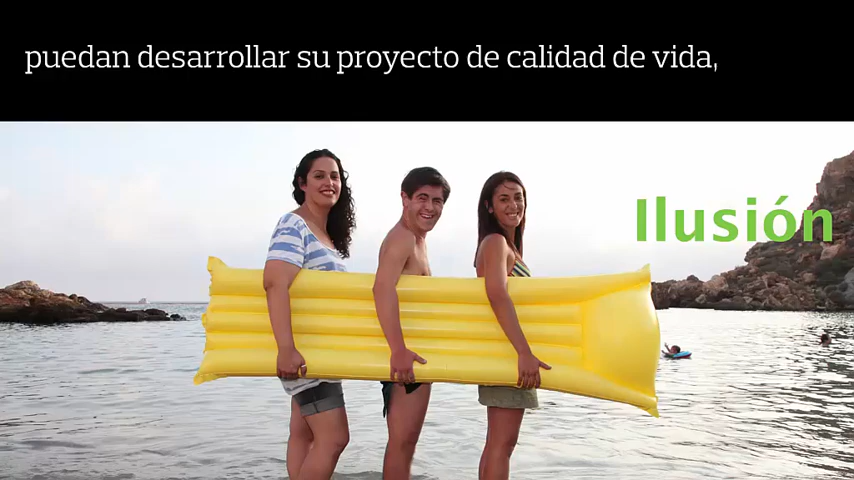 puedan desarrollar su proyecto de calidad de vida,
Ilusión